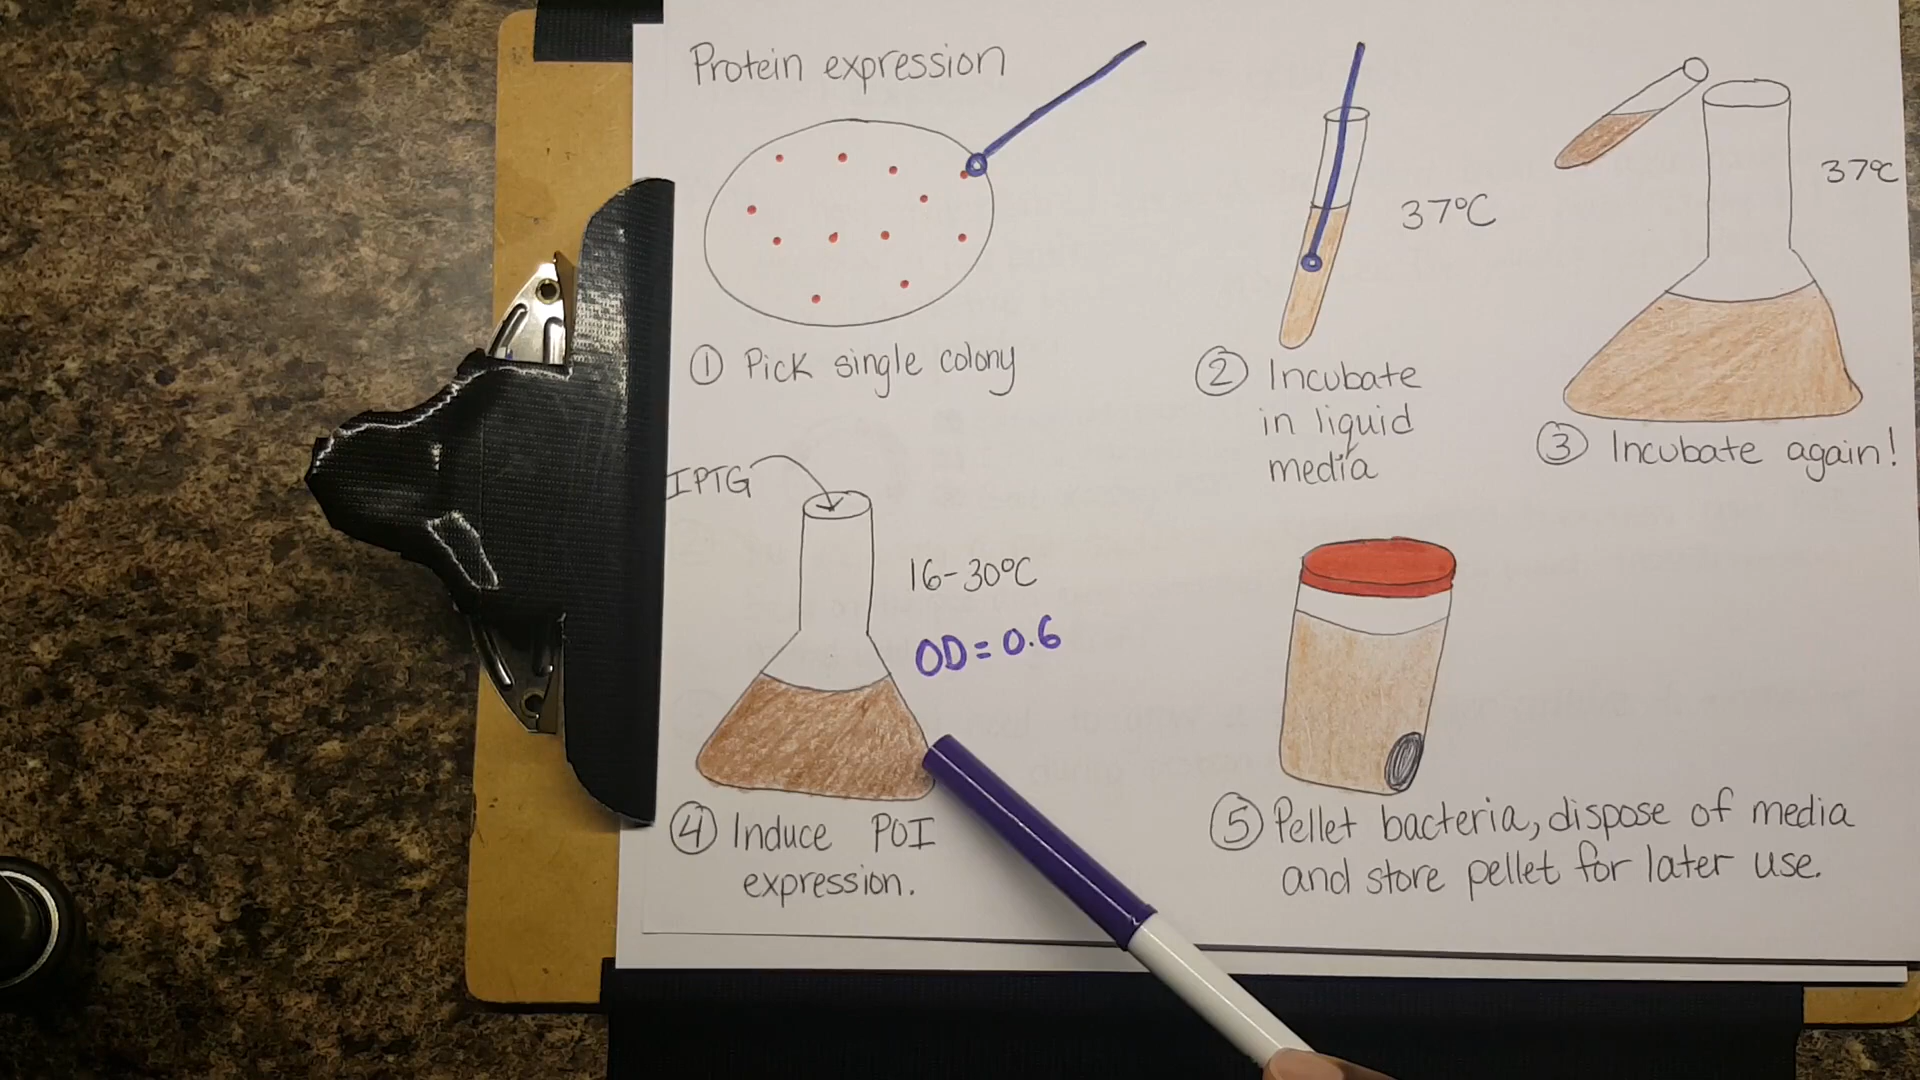 Protein expression
① Pick single colony
37°C
② Incubate
in liquid
media
37°C
③ Incubate again!
IPTG
16-30°C
OD = 0.6
④ Induce POI
expression.
⑤ Pellet bacteria, dispose of media
and store pellet for later use.